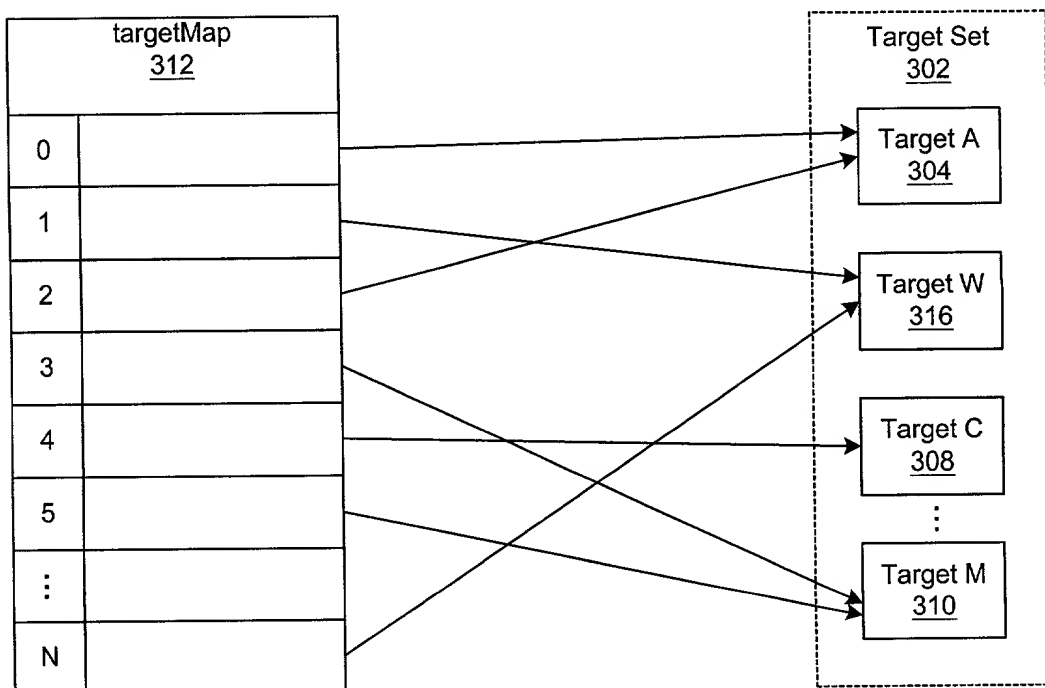 targetMap
312
0
1
2
3
4
5
⋮
N
Target Set
302
Target A
304
Target W
316
Target C
308
⋮
Target M
310